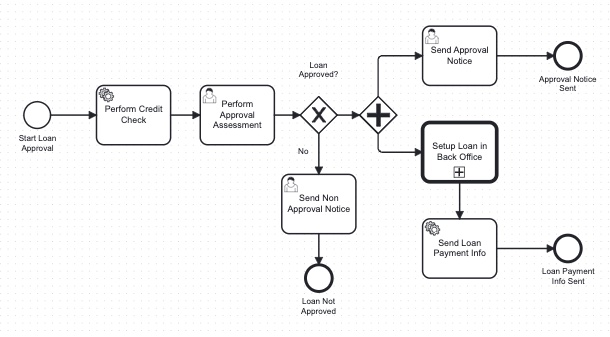 Start Loan
Approval
Perform Credit
Check
Perform
Approval
Assessment
Loan
Approved?
No
Send Non
Approval Notice
Loan Not
Approved
Send Approval
Notice
Approval Notice
Sent
Setup Loan in
Back Office
Send Loan
Payment Info
Loan Payment
Info Sent